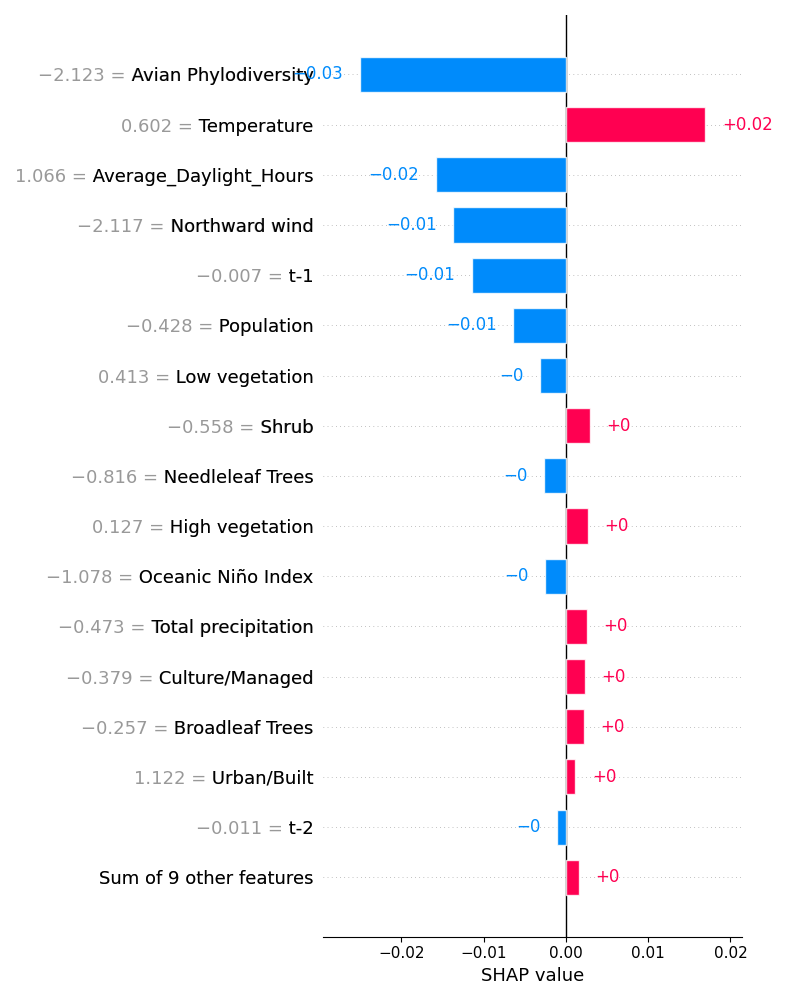 −2.123 = Avian Phylodiversity −0.03
0.602 = Temperature +0.02
1.066 = Average_Daylight_Hours −0.02
−2.117 = Northward wind −0.01
−0.007 = t-1 −0.01
−0.428 = Population −0.01
0.413 = Low vegetation −0
−0.558 = Shrub +0
−0.816 = Needleleaf Trees −0
0.127 = High vegetation +0
−1.078 = Oceanic Niño Index −0
−0.473 = Total precipitation +0
−0.379 = Culture/Managed +0
−0.257 = Broadleaf Trees +0
1.122 = Urban/Built +0
−0.011 = t-2 −0
Sum of 9 other features +0
−0.02 −0.01 0.00 0.01 0.02
SHAP value